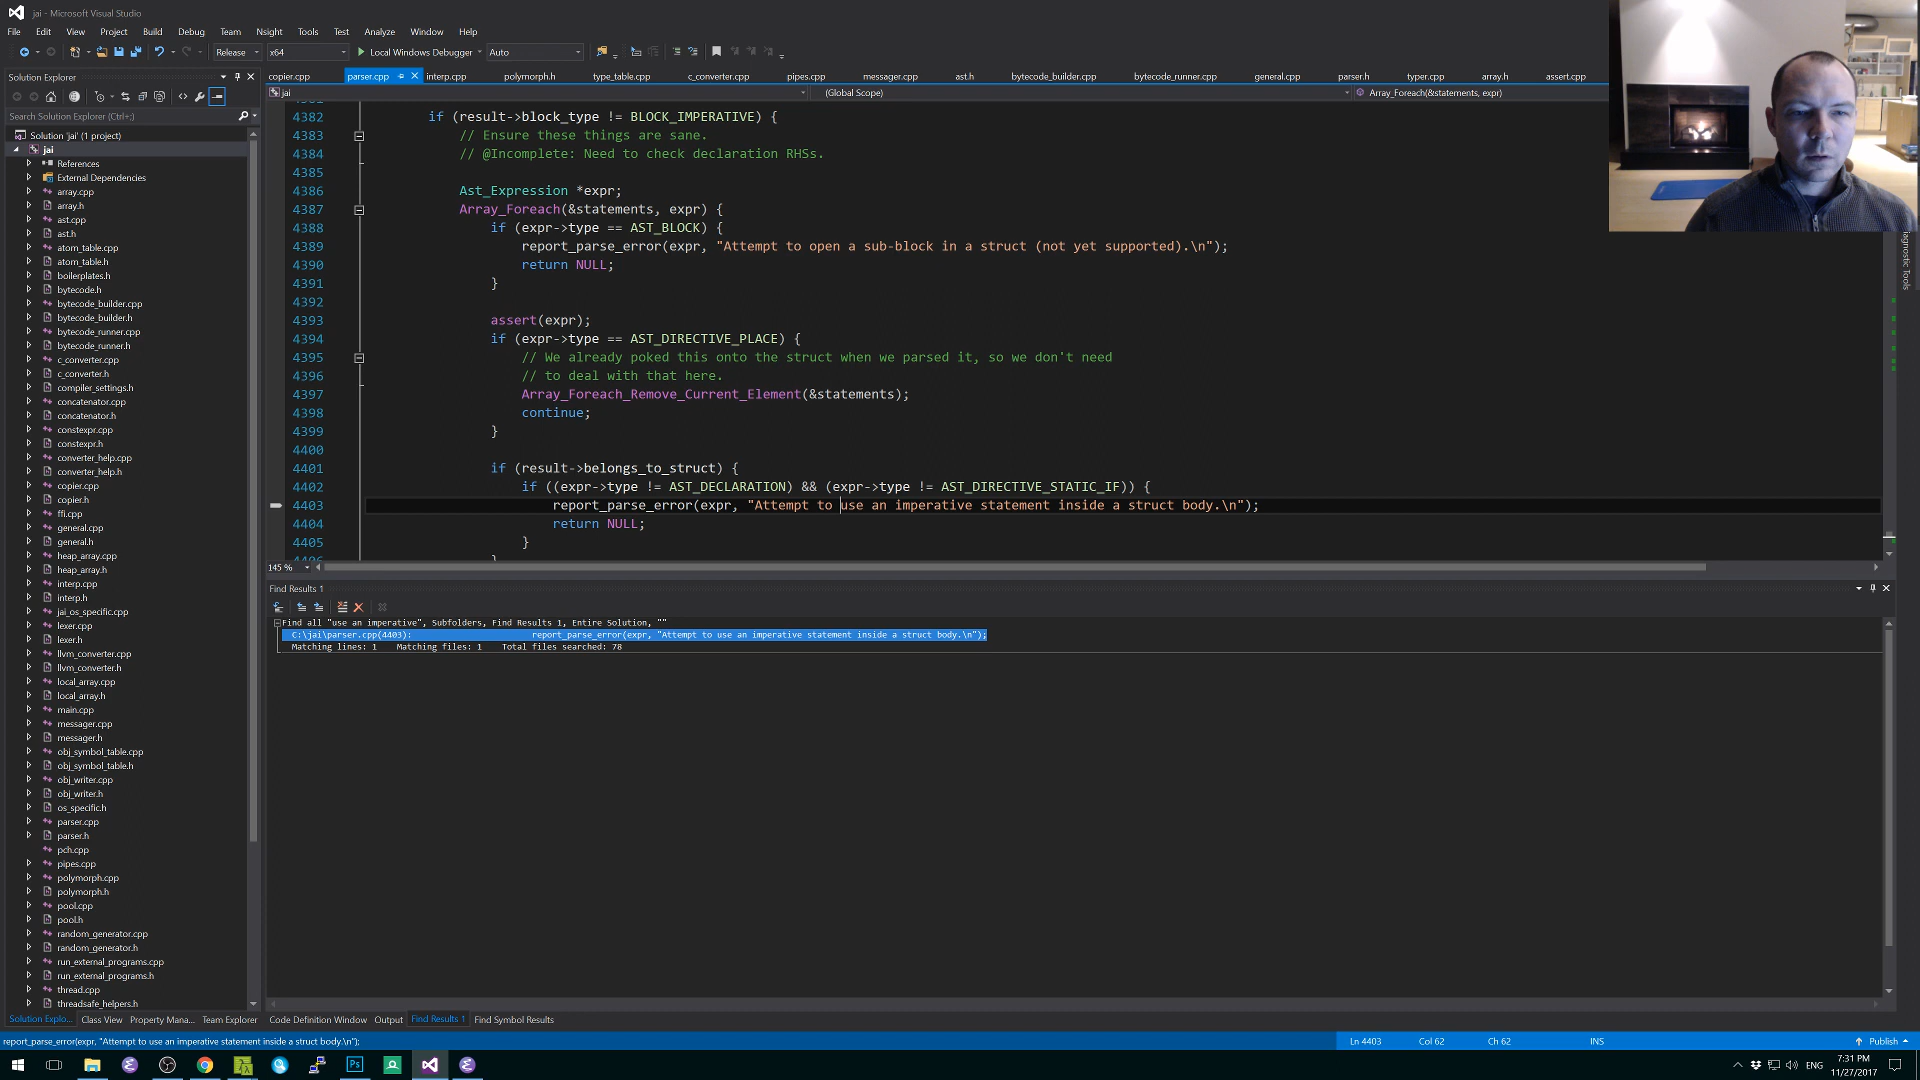 jai - Microsoft Visual Studio
File Edit View Project Build Debug Team Nsight Tools Test Analyze Window Help
Release x64 Local Windows Debugger Auto
Solution Explorer
copier.cpp parser.cpp interp.cpp polymorph.h type_table.cpp c_converter.cpp pipes.cpp messager.cpp ast.h bytecode_builder.cpp bytecode_runner.cpp general.cpp parser.h typer.cpp array.h assert.cpp
jai (Global Scope) Array_Foreach(&statements, expr)
Search Solution Explorer (Ctrl+;)
Solution 'jai' (1 project)
jai
References
External Dependencies
array.cpp
array.h
ast.cpp
ast.h
atom_table.cpp
atom_table.h
boilerplates.h
bytecode.h
bytecode_builder.cpp
bytecode_builder.h
bytecode_runner.cpp
bytecode_runner.h
c_converter.cpp
c_converter.h
compiler_settings.h
concatenator.cpp
concatenator.h
constexpr.cpp
constexpr.h
converter_help.cpp
converter_help.h
copier.cpp
copier.h
ffi.cpp
general.cpp
general.h
heap_array.cpp
heap_array.h
interp.cpp
interp.h
jai_os_specific.cpp
lexer.cpp
lexer.h
llvm_converter.cpp
llvm_converter.h
local_array.cpp
local_array.h
main.cpp
messager.cpp
messager.h
obj_symbol_table.cpp
obj_symbol_table.h
obj_writer.cpp
obj_writer.h
os_specific.h
parser.cpp
parser.h
pch.cpp
pipes.cpp
polymorph.cpp
polymorph.h
pool.cpp
pool.h
random_generator.cpp
random_generator.h
run_external_programs.cpp
run_external_programs.h
thread.cpp
threadsafe_helpers.h
4381
4382 if (result->block_type != BLOCK_IMPERATIVE) {
4383 // Ensure these things are sane.
4384 // @Incomplete: Need to check declaration RHSs.
4385
4386 Ast_Expression *expr;
4387 Array_Foreach(&statements, expr) {
4388 if (expr->type == AST_BLOCK) {
4389 report_parse_error(expr, "Attempt to open a sub-block in a struct (not yet supported).\n");
4390 return NULL;
4391 }
4392
4393 assert(expr);
4394 if (expr->type == AST_DIRECTIVE_PLACE) {
4395 // We already poked this onto the struct when we parsed it, so we don't need
4396 // to deal with that here.
4397 Array_Foreach_Remove_Current_Element(&statements);
4398 continue;
4399 }
4400
4401 if (result->belongs_to_struct) {
4402 if ((expr->type != AST_DECLARATION) && (expr->type != AST_DIRECTIVE_STATIC_IF)) {
4403 report_parse_error(expr, "Attempt to use an imperative statement inside a struct body.\n");
4404 return NULL;
4405 }
4406 }
145 %
Find Results 1
Find all "use an imperative", Subfolders, Find Results 1, Entire Solution, ""
C:\jai\parser.cpp(4403): report_parse_error(expr, "Attempt to use an imperative statement inside a struct body.\n");
Matching lines: 1 Matching files: 1 Total files searched: 78
Solution Explo... Class View Property Mana... Team Explorer Code Definition Window Output Find Results 1 Find Symbol Results
report_parse_error(expr, "Attempt to use an imperative statement inside a struct body.\n"); Ln 4403 Col 62 Ch 62 INS Publish
ENG 7:31 PM
11/27/2017